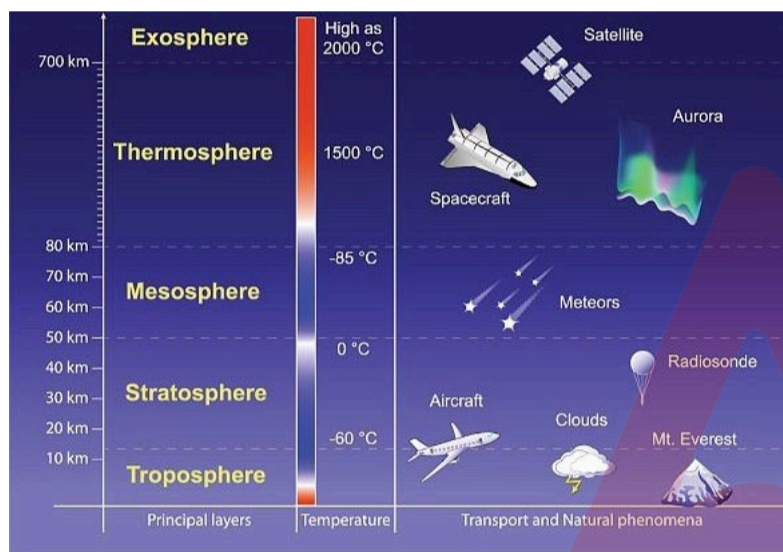 Exosphere
High as
2000 °C
Satellite
700 km
Aurora
Thermosphere
1500 °C
Spacecraft
80 km
-85 °C
70 km
Mesosphere
Meteors
60 km
50 km
0 °C
Radiosonde
40 km
Stratosphere
Aircraft
30 km
Clouds
20 km
-60 °C
Mt. Everest
10 km
Troposphere
Principal layers
Temperature
Transport and Natural phenomena